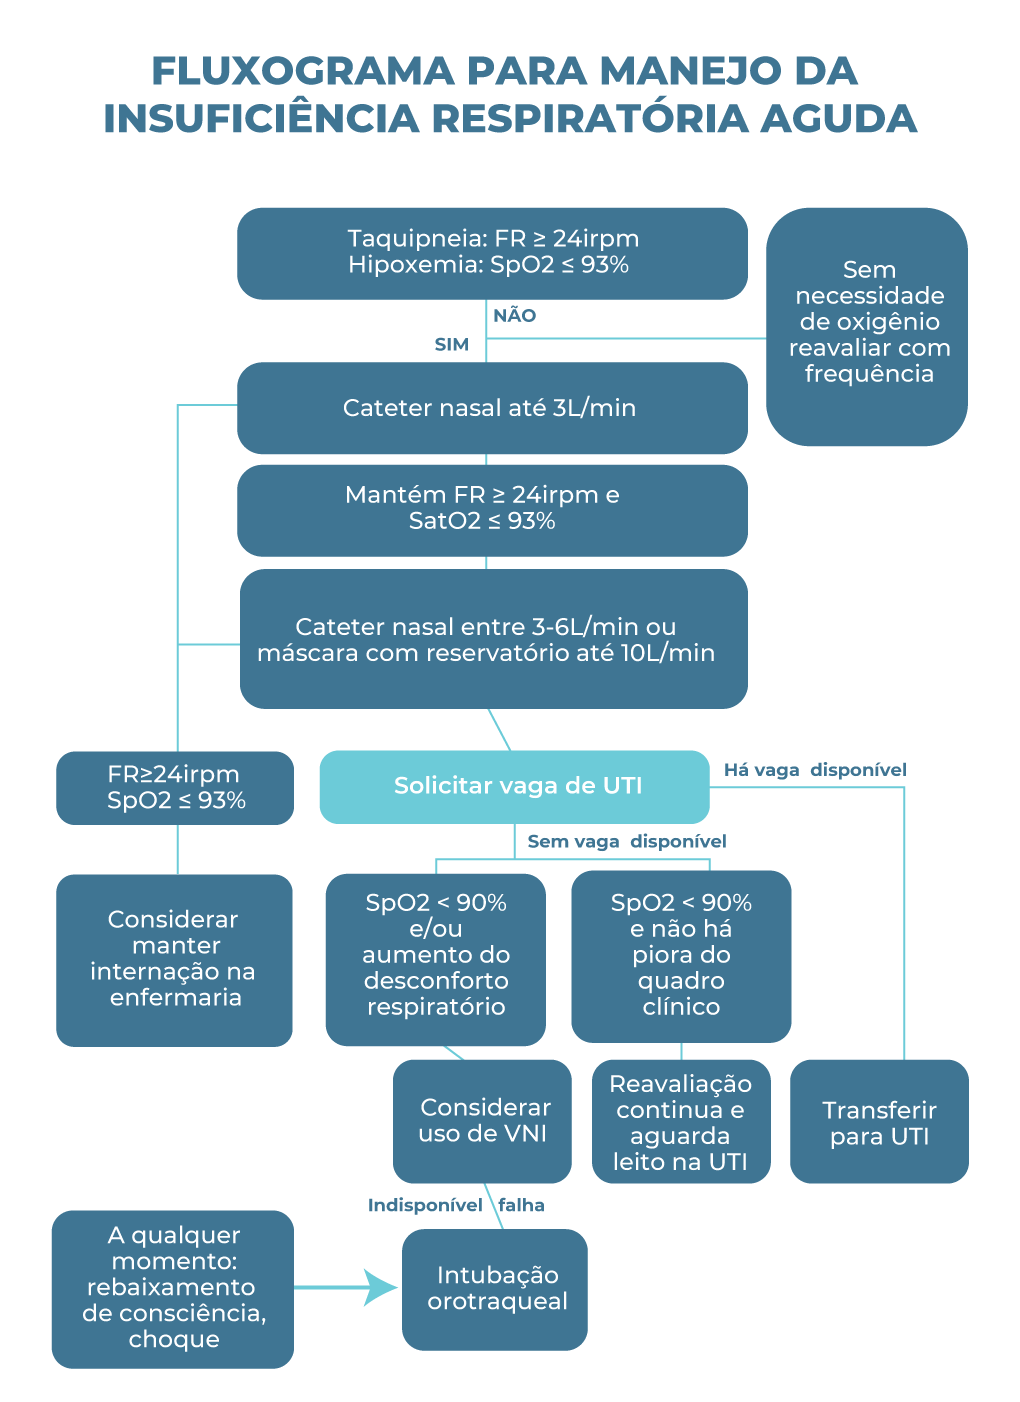 FLUXOGRAMA PARA MANEJO DA
INSUFICIÊNCIA RESPIRATÓRIA AGUDA
Taquipneia: FR ≥ 24irpm
Hipoxemia: SpO2 ≤ 93%
Sem
necessidade
de oxigênio
reavaliar com
frequência
NÃO
SIM
Cateter nasal até 3L/min
Mantém FR ≥ 24irpm e
SatO2 ≤ 93%
Cateter nasal entre 3-6L/min ou
máscara com reservatório até 10L/min
FR≥24irpm
SpO2 ≤ 93%
Solicitar vaga de UTI
Há vaga disponível
Sem vaga disponível
Considerar
manter
internação na
enfermaria
SpO2 < 90%
e/ou
aumento do
desconforto
respiratório
SpO2 < 90%
e não há
piora do
quadro
clínico
Considerar
uso de VNI
Reavaliação
continua e
aguarda
leito na UTI
Transferir
para UTI
Indisponível falha
A qualquer
momento:
rebaixamento
de consciência,
choque
Intubação
orotraqueal